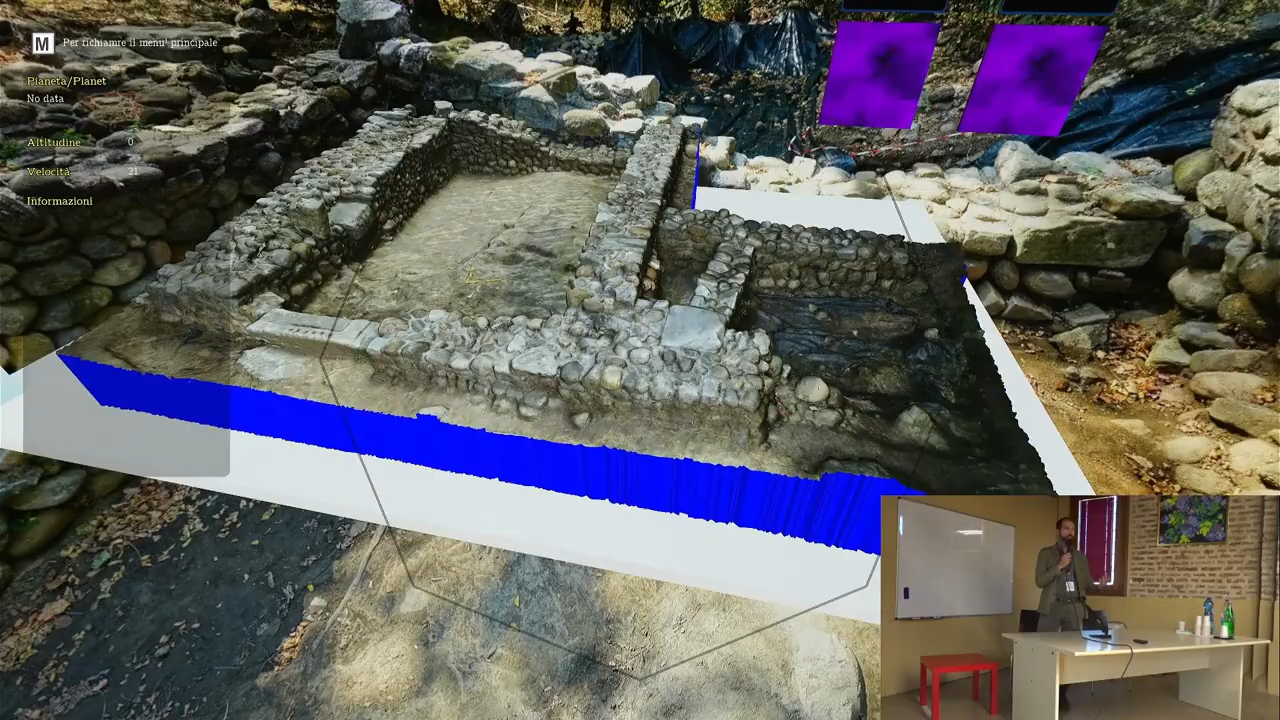 M Per richiamre il menu' principale
Pianeta/Planet
No data
Altitudine 0
Velocità 21
Informazioni